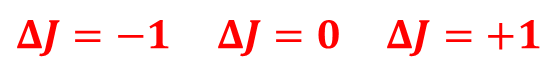 ΔJ = −1 ΔJ = 0 ΔJ = +1